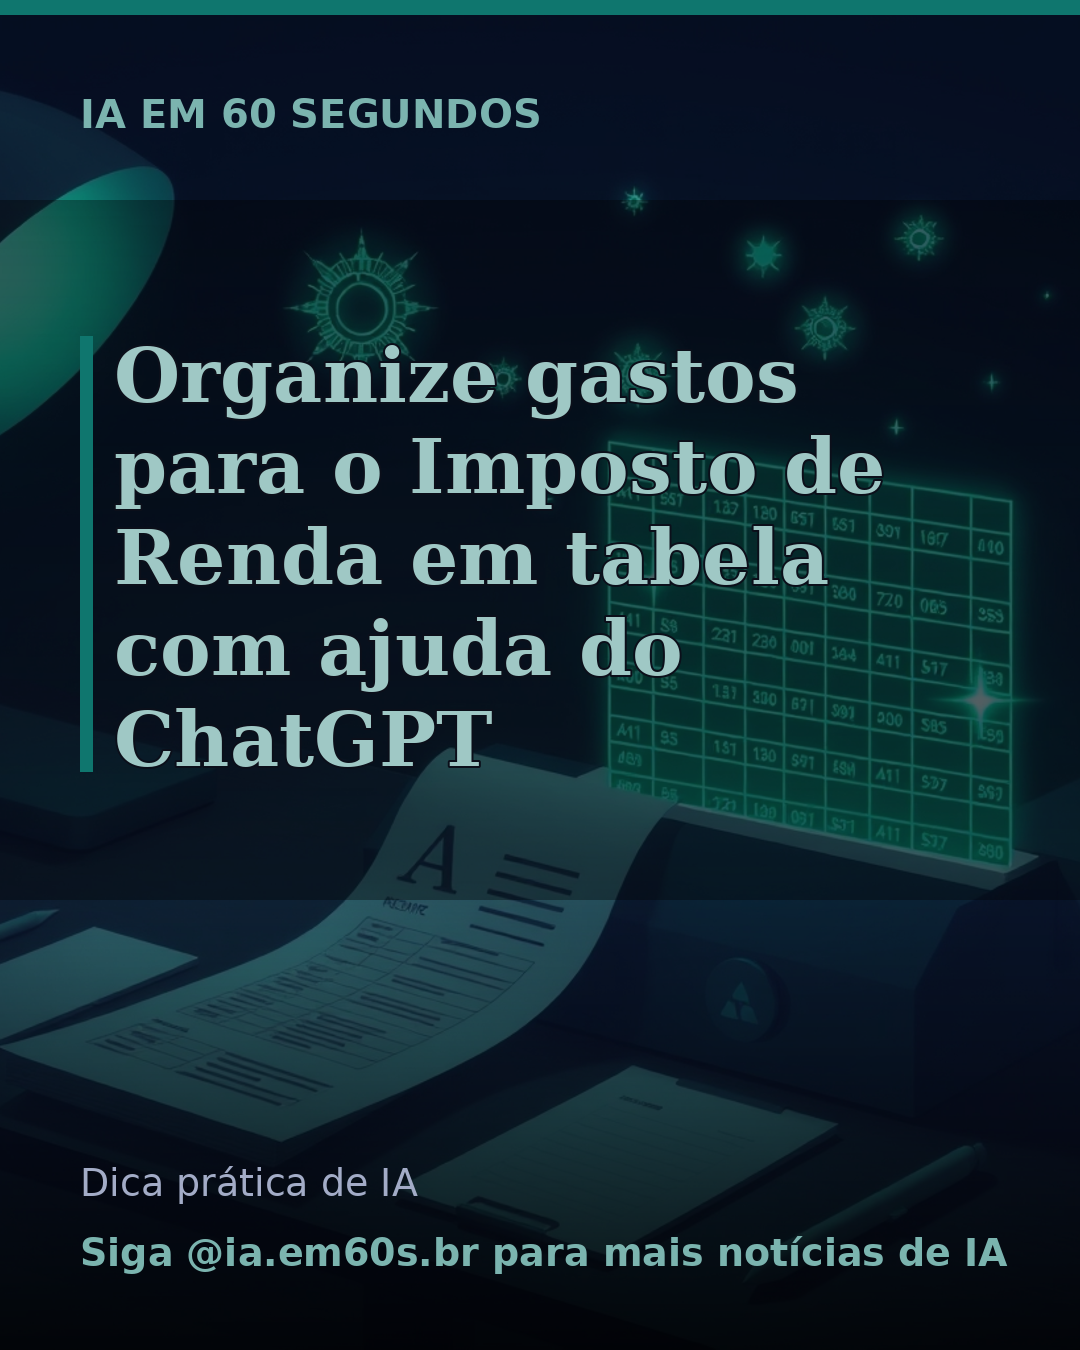 IA EM 60 SEGUNDOS
Organize gastos
para o Imposto de
Renda em tabela
com ajuda do
ChatGPT
A
Dica prática de IA
Siga @ia.em60s.br para mais notícias de IA